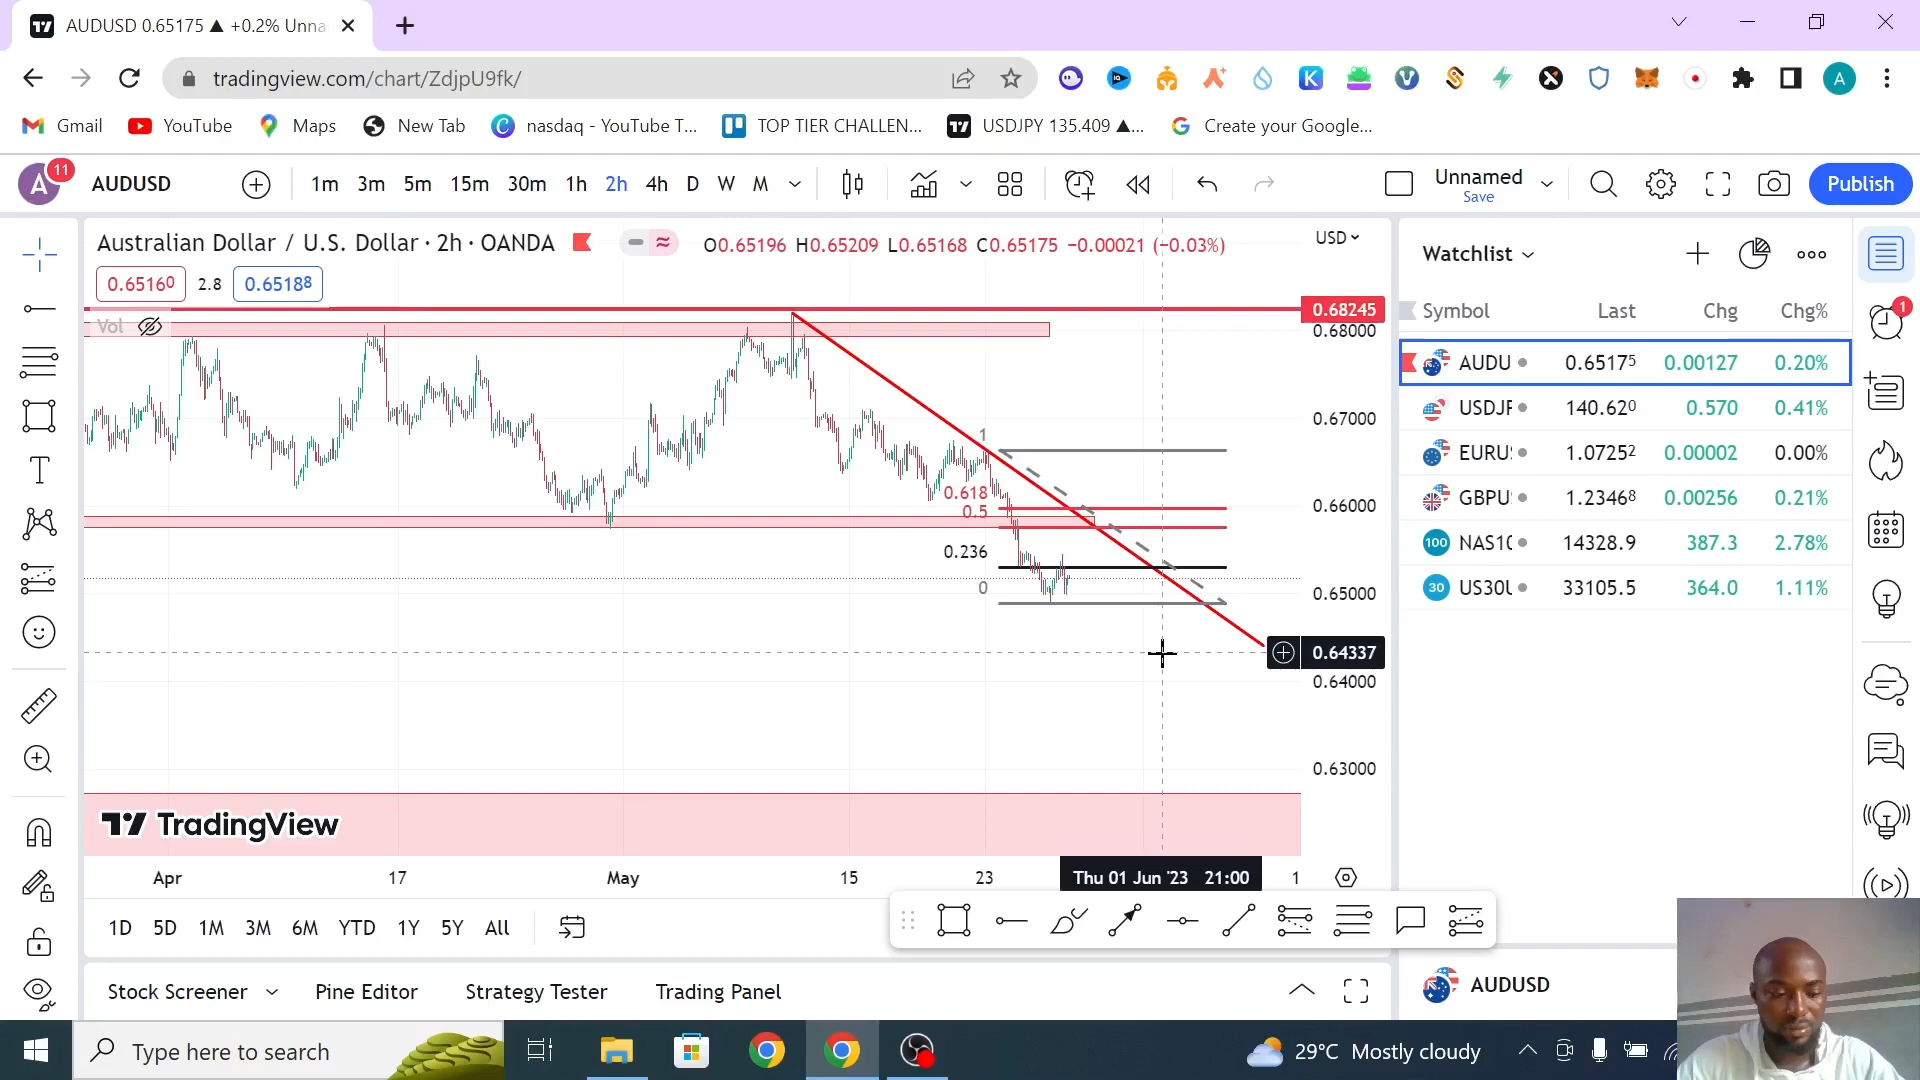 AUDUSD 0.65175 ▲ +0.2% Unna
tradingview.com/chart/ZdjpU9fk/
A
Gmail
YouTube
Maps
New Tab
nasdaq - YouTube T...
TOP TIER CHALLEN...
USDJPY 135.409 ▲...
Create your Google...
A 11
AUDUSD
1m 3m 5m 15m 30m 1h 2h 4h D W M
Unnamed
Save
Publish
Australian Dollar / U.S. Dollar · 2h · OANDA
O0.65196 H0.65209 L0.65168 C0.65175 −0.00021 (−0.03%)
USD
0.65160 2.8 0.65188
Vol
0.68245
0.68000
0.67000
0.66000
0.65000
0.64337
0.64000
0.63000
1
0.618
0.5
0.236
0
TradingView
Apr 17 May 15 23 Thu 01 Jun '23 21:00 1
1D 5D 1M 3M 6M YTD 1Y 5Y All
Stock Screener Pine Editor Strategy Tester Trading Panel
Watchlist
Symbol Last Chg Chg%
AUDU 0.65175 0.00127 0.20%
USDJF 140.620 0.570 0.41%
EURU 1.07252 0.00002 0.00%
GBPU 1.23468 0.00256 0.21%
100 NAS10 14328.9 387.3 2.78%
30 US30U 33105.5 364.0 1.11%
1
AUDUSD
Type here to search
29°C Mostly cloudy